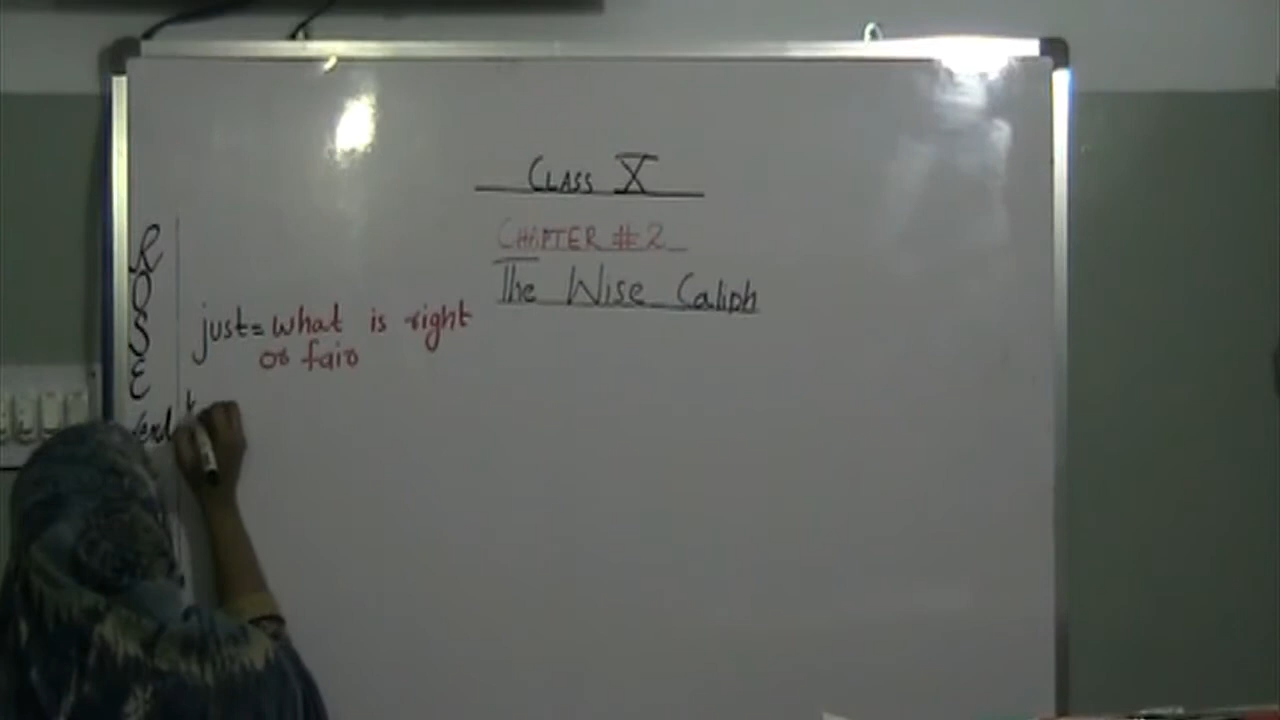 CLASS X
CHAPTER #2
The Wise Caliph
R
O
S
E
just = what is right
or fair